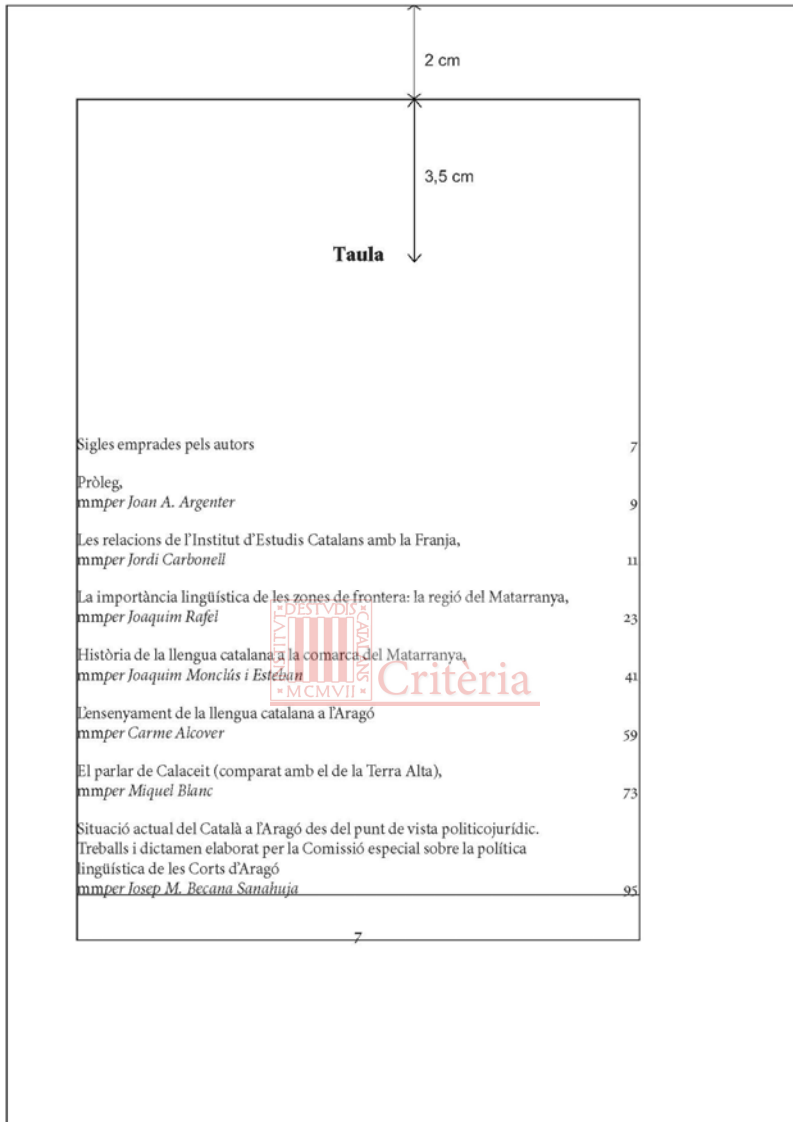 2 cm
3,5 cm
Taula
Sigles emprades pels autors 7
Pròleg,
mmper Joan A. Argenter 9
Les relacions de l'Institut d'Estudis Catalans amb la Franja,
mmper Jordi Carbonell 11
La importància lingüística de les zones de frontera: la regió del Matarranya,
mmper Joaquim Rafel 23
Història de la llengua catalana a la comarca del Matarranya,
mmper Joaquim Monclús i Esteban 41
L'ensenyament de la llengua catalana a l'Aragó
mmper Carme Alcover 59
El parlar de Calaceit (comparat amb el de la Terra Alta),
mmper Miquel Blanc 73
Situació actual del Català a l'Aragó des del punt de vista politicojurídic.
Treballs i dictamen elaborat per la Comissió especial sobre la política
lingüística de les Corts d'Aragó
mmper Josep M. Becana Sanahuja 95
7
INSTITVT
D'ESTVDIS
CATALANS
MCMVII
Critèria